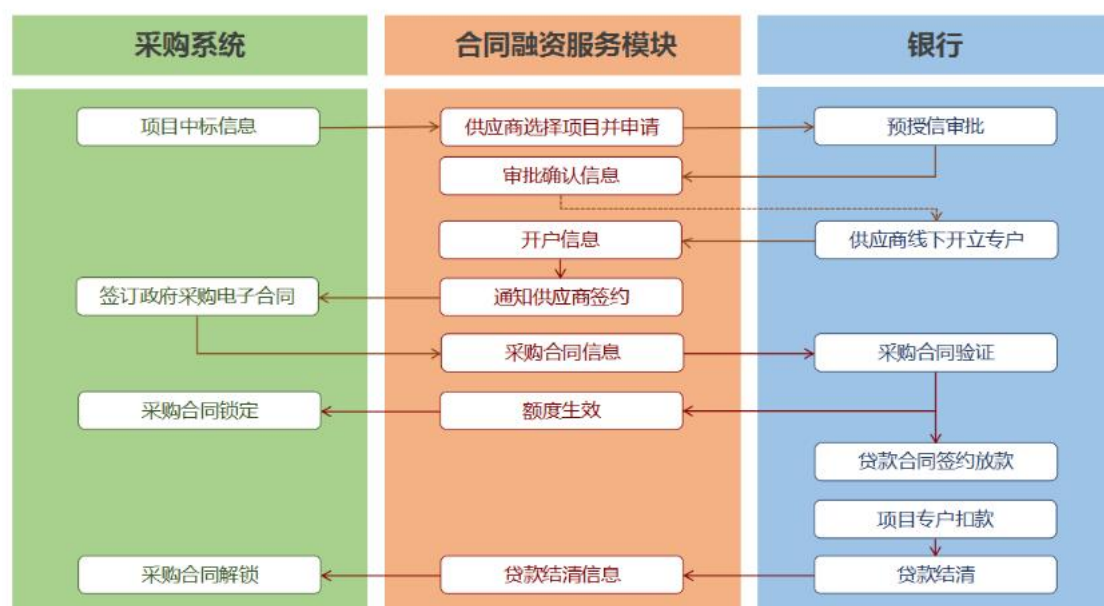 采购系统
合同融资服务模块
银行
项目中标信息
供应商选择项目并申请
预授信审批
审批确认信息
开户信息
供应商线下开立专户
签订政府采购电子合同
通知供应商签约
采购合同信息
采购合同验证
采购合同锁定
额度生效
贷款合同签约放款
项目专户扣款
采购合同解锁
贷款结清信息
贷款结清